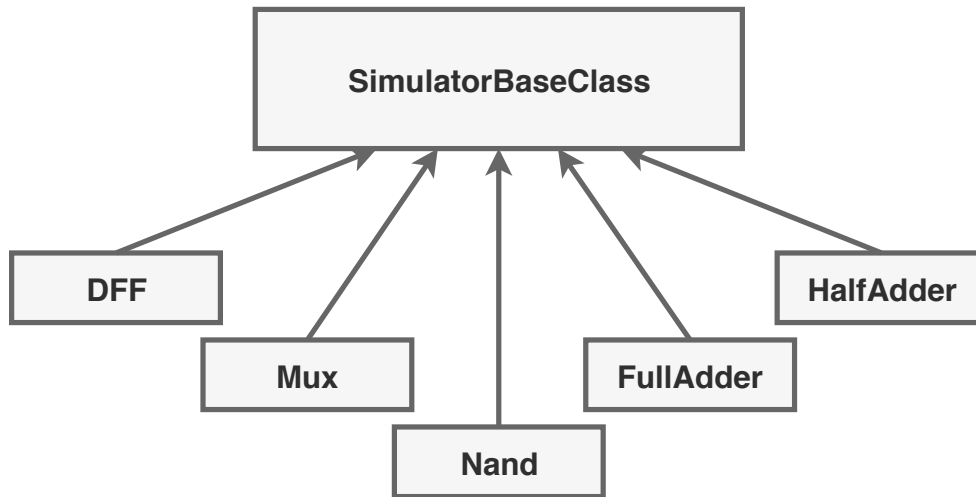 SimulatorBaseClass
DFF
HalfAdder
Mux
FullAdder
Nand